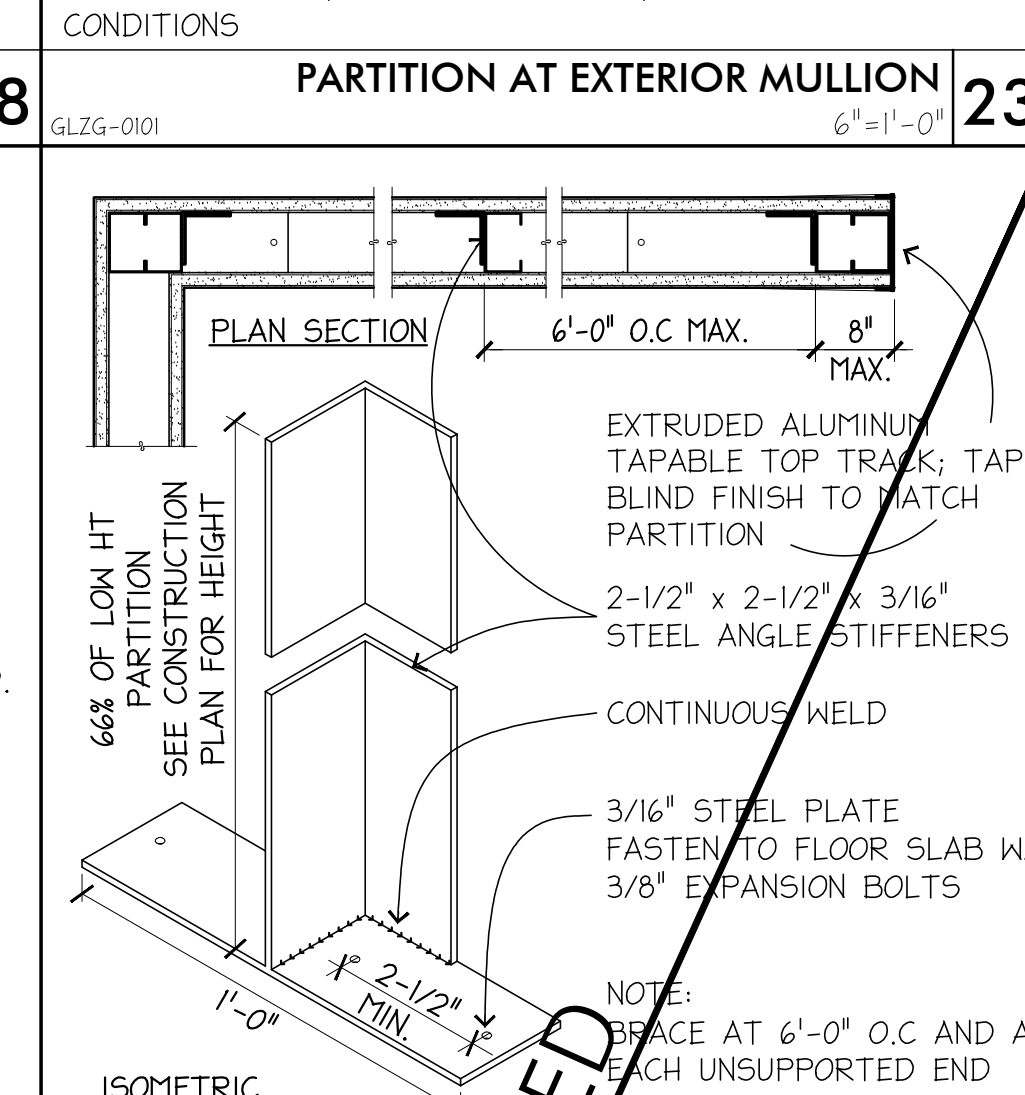 CONDITIONS
8
PARTITION AT EXTERIOR MULLION
GLZG-0101
6"=1'-0"
23
PLAN SECTION
6'-0" O.C MAX.
8"
MAX.
EXTRUDED ALUMINUM
TAPABLE TOP TRACK; TAP
BLIND FINISH TO MATCH
PARTITION
2-1/2" x 2-1/2" x 3/16"
STEEL ANGLE STIFFENERS
66% OF LOW HT
PARTITION
SEE CONSTRUCTION
PLAN FOR HEIGHT
CONTINUOUS WELD
3/16" STEEL PLATE
FASTEN TO FLOOR SLAB W
3/8" EXPANSION BOLTS
2-1/2"
MIN.
1'-0"
NOTE:
BRACE AT 6'-0" O.C AND A
EACH UNSUPPORTED END
ISOMETRIC
ED